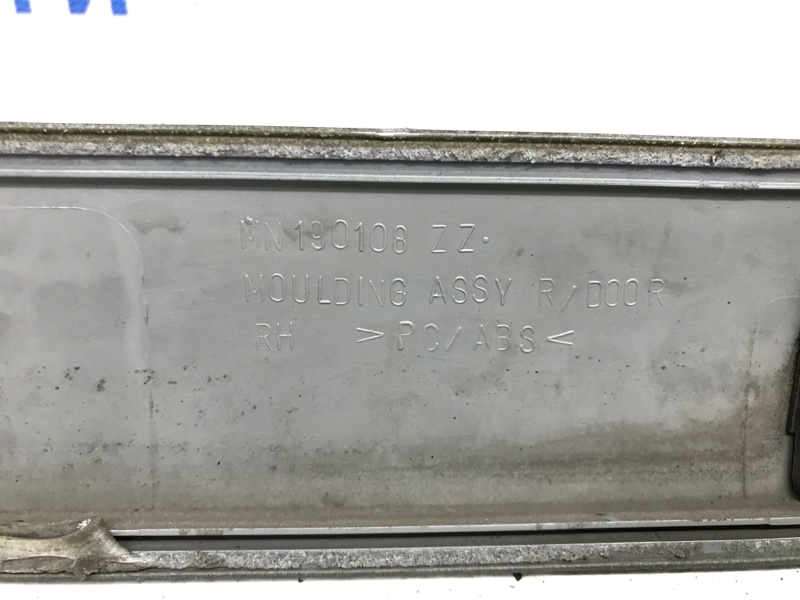 MN190108 ZZ.
MOULDING ASSY R/DOOR
RH >PC/ABS<